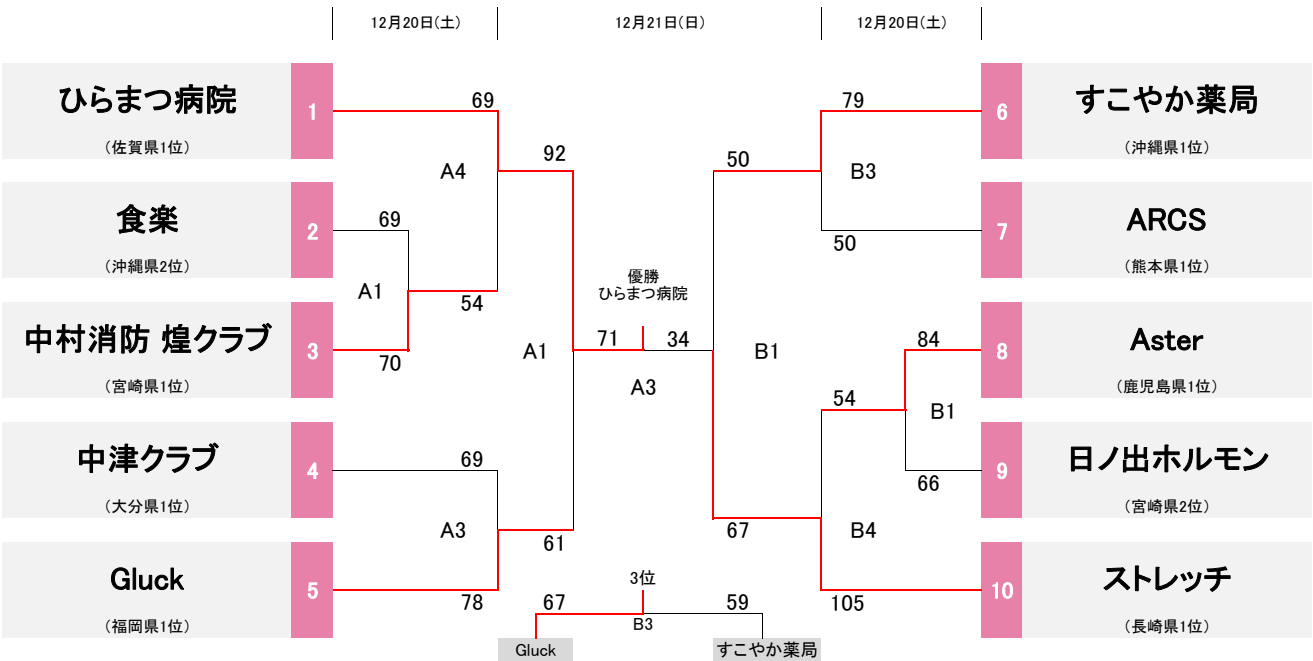 12月20日(土)
12月21日(日)
12月20日(土)
ひらまつ病院
(佐賀県1位)
1
食楽
(沖縄県2位)
2
中村消防 煌クラブ
(宮崎県1位)
3
中津クラブ
(大分県1位)
4
Gluck
(福岡県1位)
5
69
A4
69
A1
54
70
69
A3
78
92
A1
61
優勝
ひらまつ病院
71
34
A3
3位
67
59
B3
Gluck
すこやか薬局
50
B1
67
79
B3
50
84
54
B1
66
B4
105
6
すこやか薬局
(沖縄県1位)
7
ARCS
(熊本県1位)
8
Aster
(鹿児島県1位)
9
日ノ出ホルモン
(宮崎県2位)
10
ストレッチ
(長崎県1位)